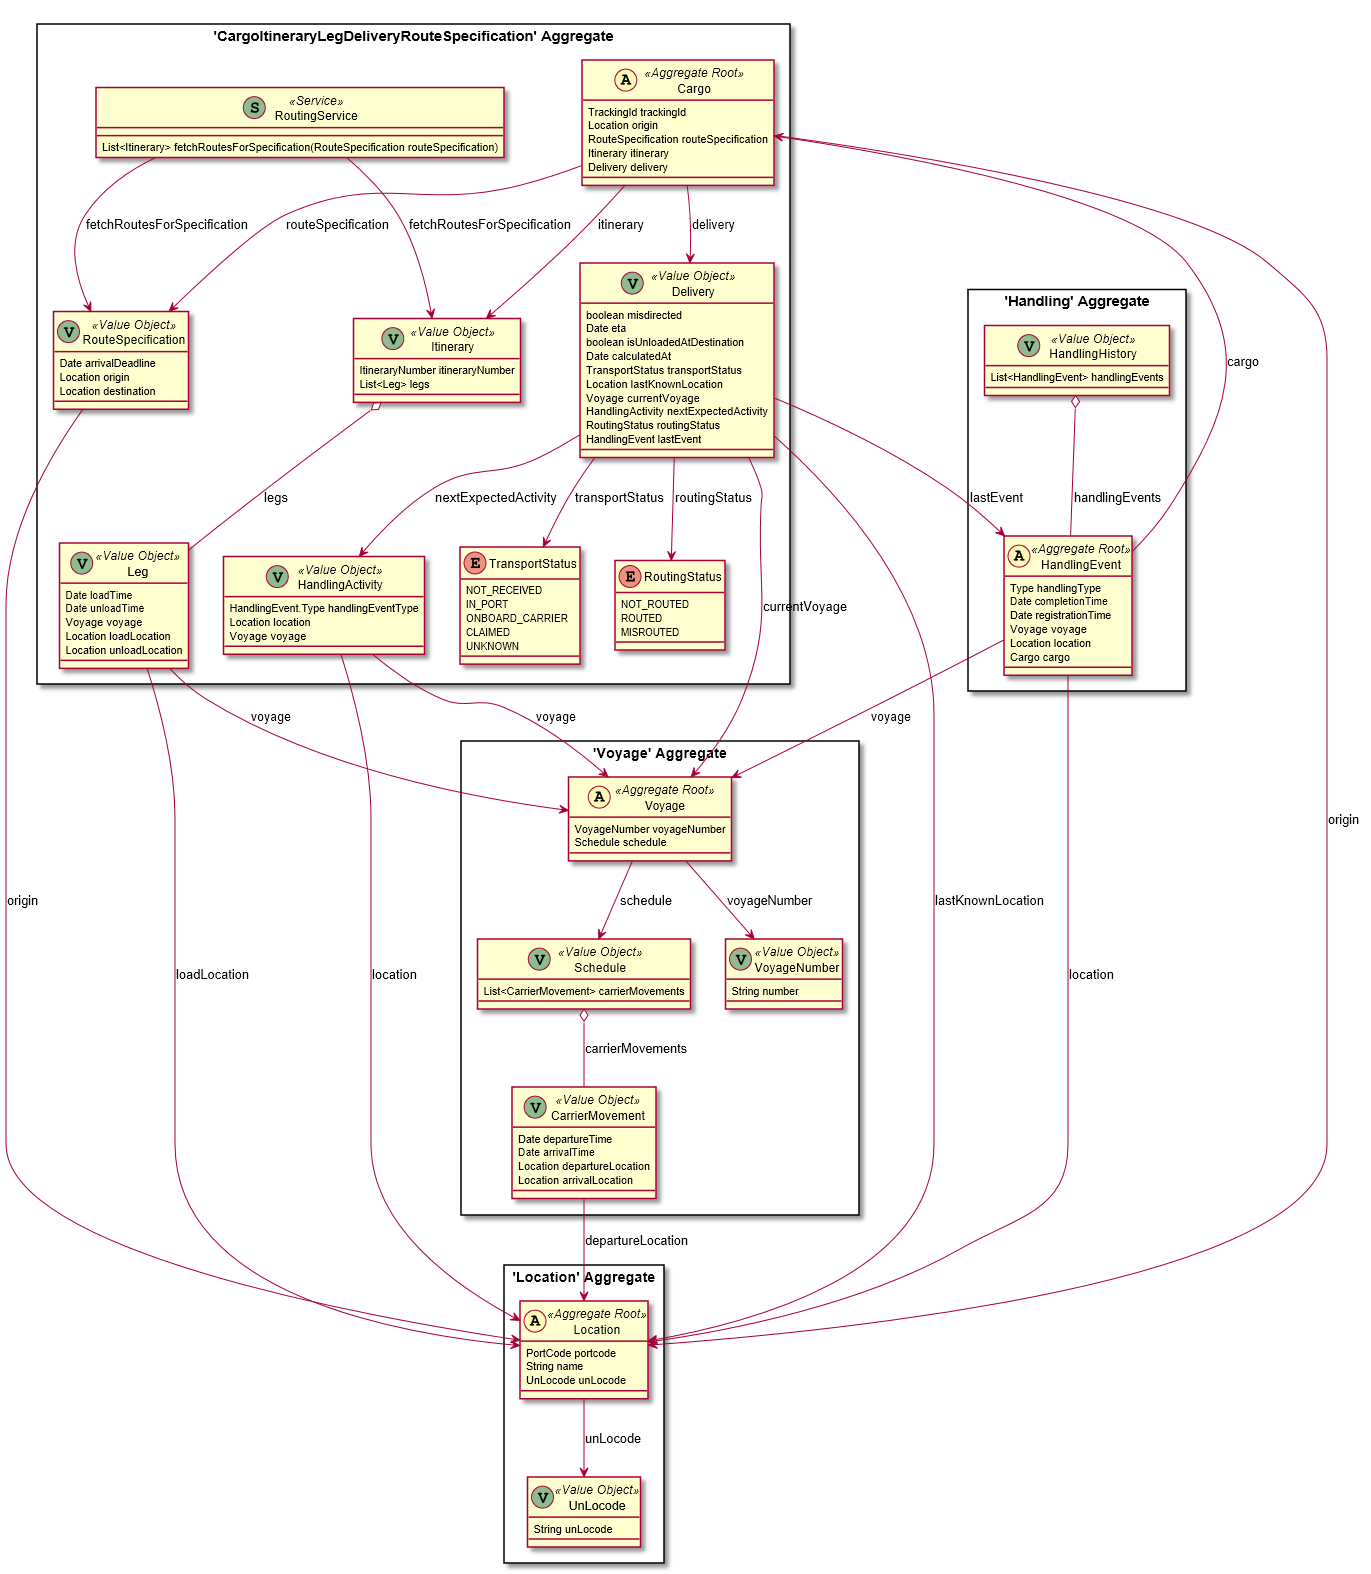 'CargoItineraryLegDeliveryRouteSpecification' Aggregate
S
«Service»
RoutingService
List<Itinerary> fetchRoutesForSpecification(RouteSpecification routeSpecification)
A
«Aggregate Root»
Cargo
TrackingId trackingId
Location origin
RouteSpecification routeSpecification
Itinerary itinerary
Delivery delivery
fetchRoutesForSpecification
routeSpecification
fetchRoutesForSpecification
itinerary
delivery
V
«Value Object»
RouteSpecification
Date arrivalDeadline
Location origin
Location destination
V
«Value Object»
Itinerary
ItineraryNumber itineraryNumber
List<Leg> legs
V
«Value Object»
Delivery
boolean misdirected
Date eta
boolean isUnloadedAtDestination
Date calculatedAt
TransportStatus transportStatus
Location lastKnownLocation
Voyage currentVoyage
HandlingActivity nextExpectedActivity
RoutingStatus routingStatus
HandlingEvent lastEvent
'Handling' Aggregate
V
«Value Object»
HandlingHistory
List<HandlingEvent> handlingEvents
cargo
legs
nextExpectedActivity
transportStatus
routingStatus
lastEvent
handlingEvents
V
«Value Object»
Leg
Date loadTime
Date unloadTime
Voyage voyage
Location loadLocation
Location unloadLocation
V
«Value Object»
HandlingActivity
HandlingEvent.Type handlingEventType
Location location
Voyage voyage
E
TransportStatus
NOT_RECEIVED
IN_PORT
ONBOARD_CARRIER
CLAIMED
UNKNOWN
E
RoutingStatus
NOT_ROUTED
ROUTED
MISROUTED
currentVoyage
A
«Aggregate Root»
HandlingEvent
Type handlingType
Date completionTime
Date registrationTime
Voyage voyage
Location location
Cargo cargo
voyage
voyage
voyage
'Voyage' Aggregate
A
«Aggregate Root»
Voyage
VoyageNumber voyageNumber
Schedule schedule
origin
origin
schedule
voyageNumber
lastKnownLocation
V
«Value Object»
Schedule
List<CarrierMovement> carrierMovements
V
«Value Object»
VoyageNumber
String number
loadLocation
location
location
carrierMovements
V
«Value Object»
CarrierMovement
Date departureTime
Date arrivalTime
Location departureLocation
Location arrivalLocation
departureLocation
'Location' Aggregate
A
«Aggregate Root»
Location
PortCode portcode
String name
UnLocode unLocode
unLocode
V
«Value Object»
UnLocode
String unLocode